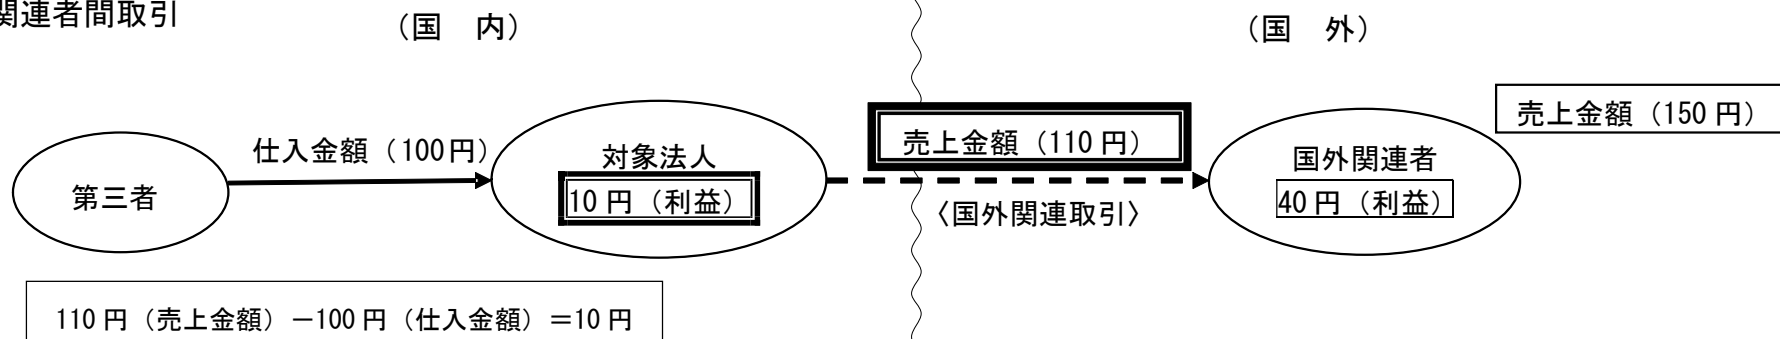 関連者間取引
（国　内）
（国　外）
売上金額（150 円）
仕入金額（100円）
対象法人
売上金額（110 円）
国外関連者
第三者
10 円（利益）
〈国外関連取引〉
40 円（利益）
110 円（売上金額）－100 円（仕入金額）＝10 円